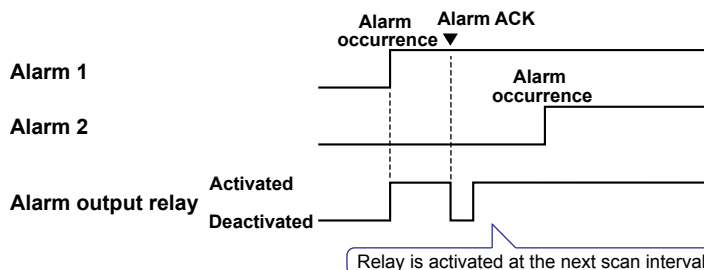 Alarm
occurrence
Alarm ACK
Alarm 1
Alarm
occurrence
Alarm 2
Activated
Alarm output relay
Deactivated
Relay is activated at the next scan interval